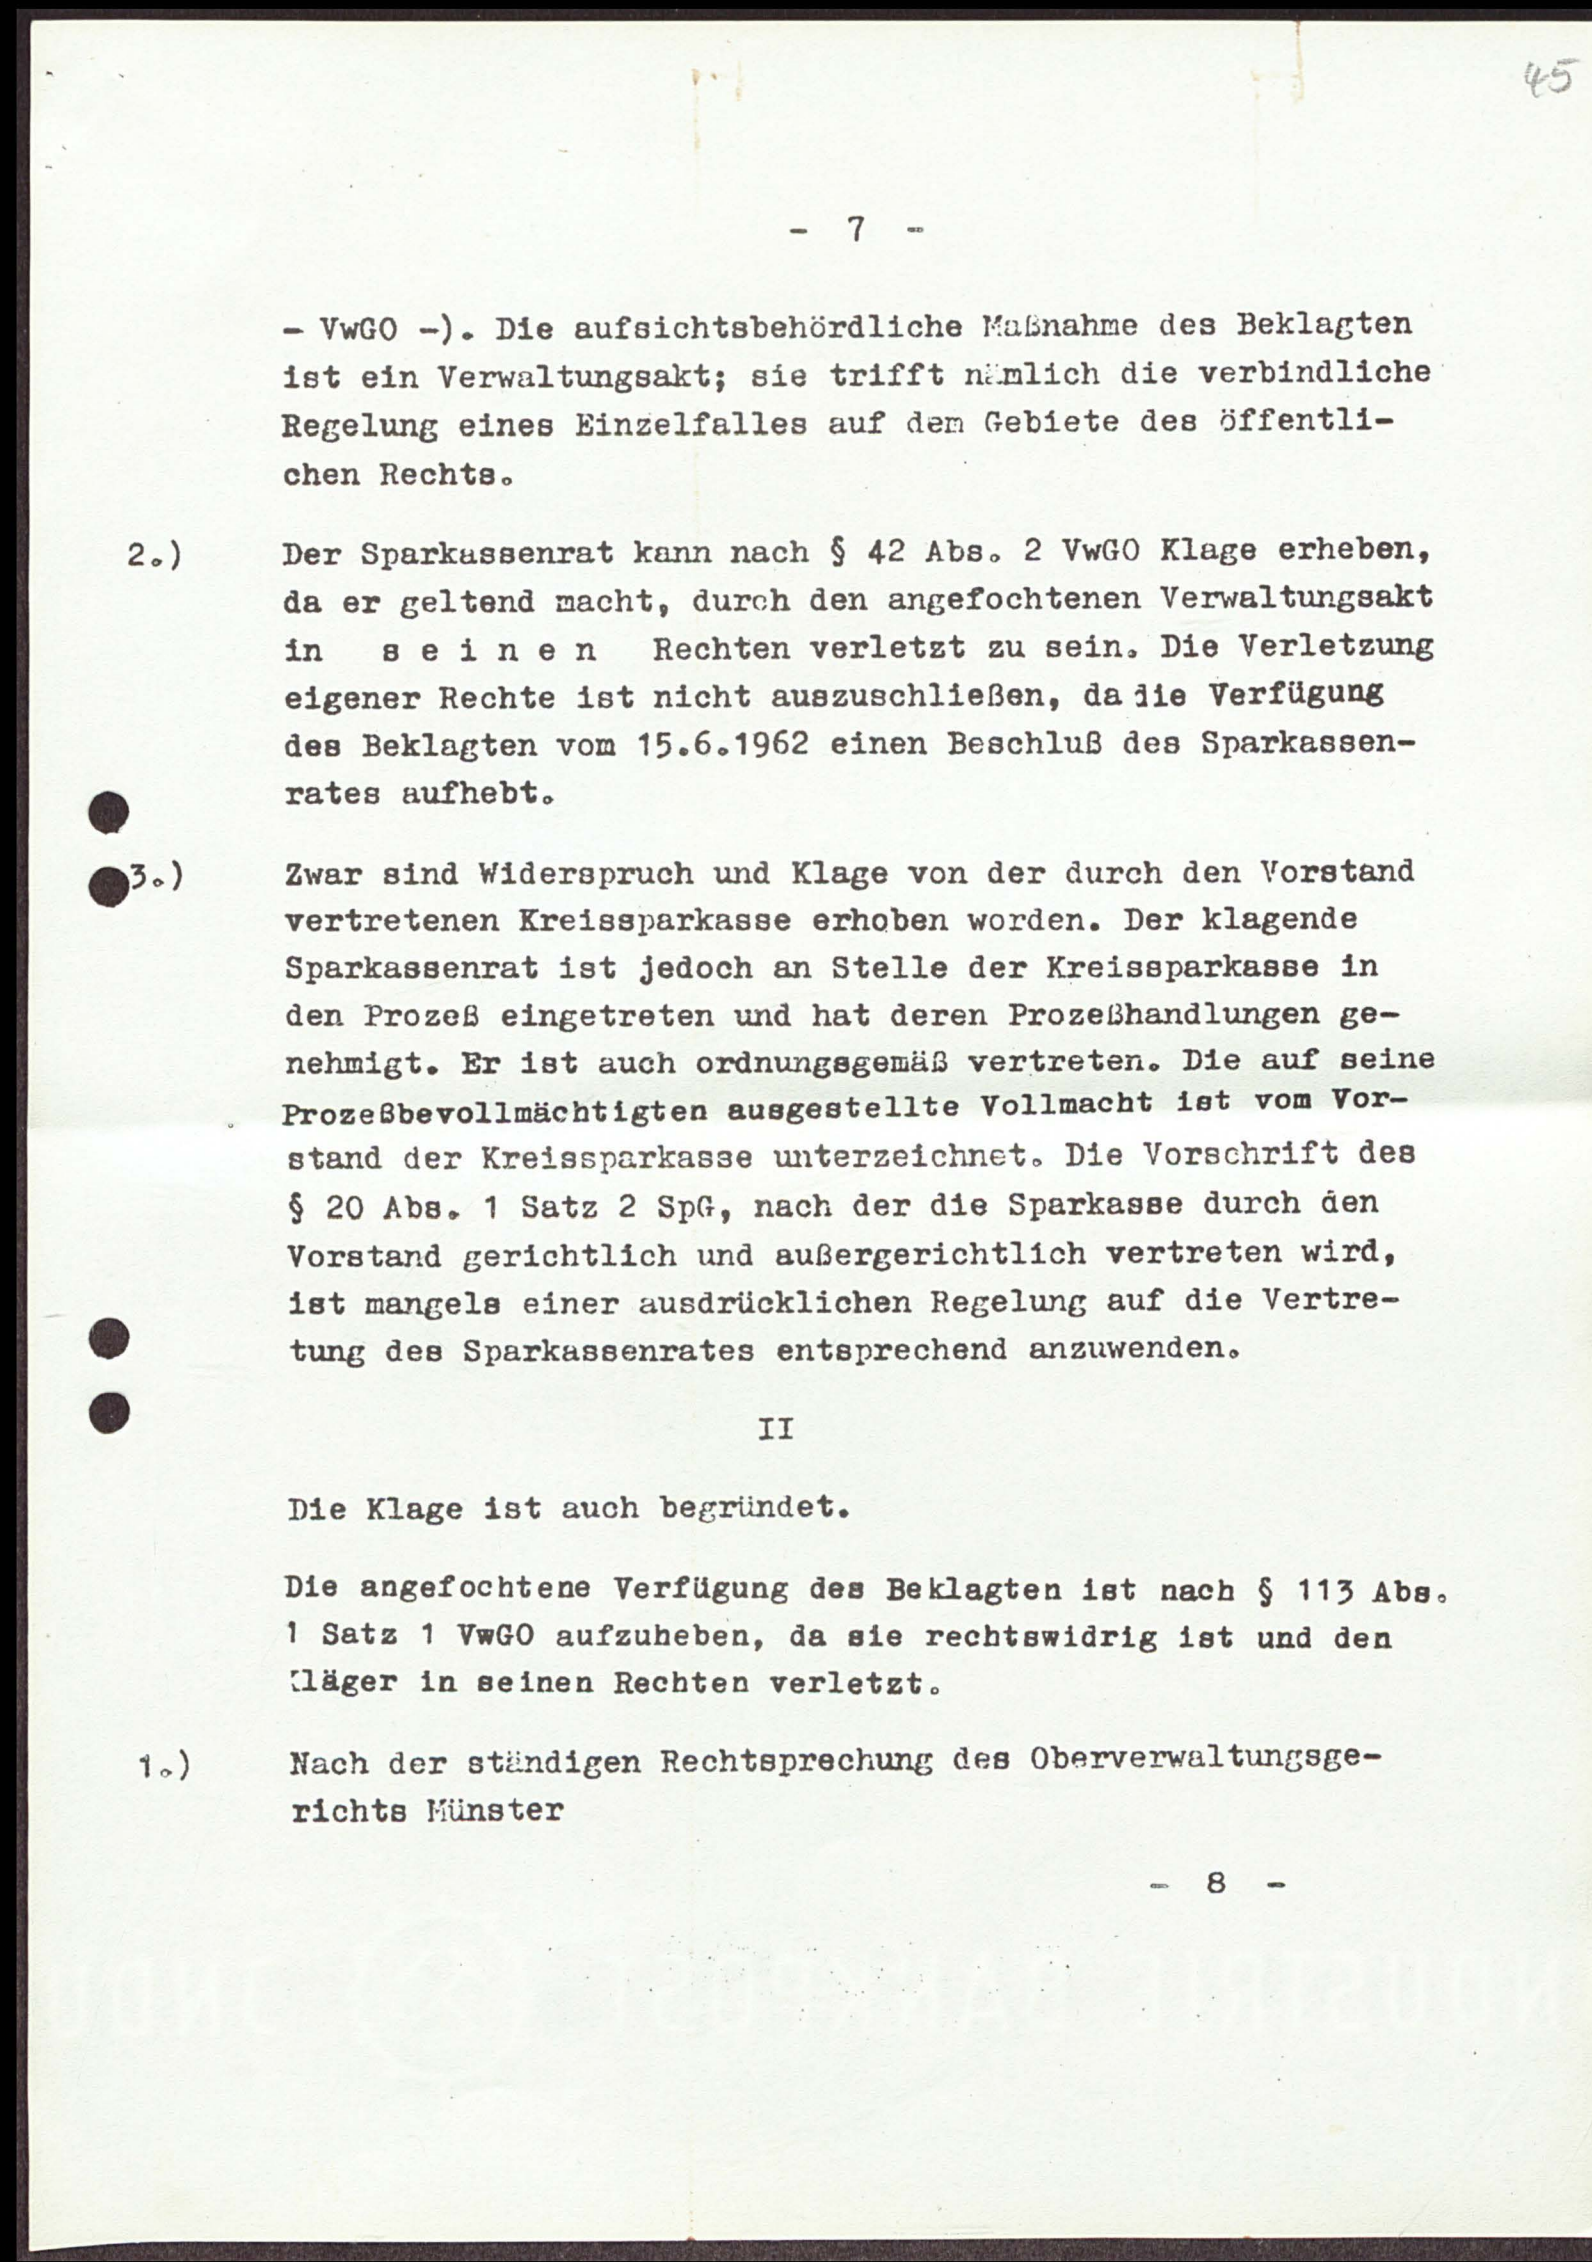 45
- 7 -
- VwGO -). Die aufsichtsbehördliche Maßnahme des Beklagten
ist ein Verwaltungsakt; sie trifft nämlich die verbindliche
Regelung eines Einzelfalles auf dem Gebiete des öffentli-
chen Rechts.
2.) Der Sparkassenrat kann nach § 42 Abs. 2 VwGO Klage erheben,
da er geltend macht, durch den angefochtenen Verwaltungsakt
in s e i n e n Rechten verletzt zu sein. Die Verletzung
eigener Rechte ist nicht auszuschließen, da die Verfügung
des Beklagten vom 15.6.1962 einen Beschluß des Sparkassen-
rates aufhebt.
3.) Zwar sind Widerspruch und Klage von der durch den Vorstand
vertretenen Kreissparkasse erhoben worden. Der klagende
Sparkassenrat ist jedoch an Stelle der Kreissparkasse in
den Prozeß eingetreten und hat deren Prozeßhandlungen ge-
nehmigt. Er ist auch ordnungsgemäß vertreten. Die auf seine
Prozeßbevollmächtigten ausgestellte Vollmacht ist vom Vor-
stand der Kreissparkasse unterzeichnet. Die Vorschrift des
§ 20 Abs. 1 Satz 2 SpG, nach der die Sparkasse durch den
Vorstand gerichtlich und außergerichtlich vertreten wird,
ist mangels einer ausdrücklichen Regelung auf die Vertre-
tung des Sparkassenrates entsprechend anzuwenden.
II
Die Klage ist auch begründet.
Die angefochtene Verfügung des Beklagten ist nach § 113 Abs.
1 Satz 1 VwGO aufzuheben, da sie rechtswidrig ist und den
Kläger in seinen Rechten verletzt.
1.) Nach der ständigen Rechtsprechung des Oberverwaltungsge-
richts Münster
- 8 -